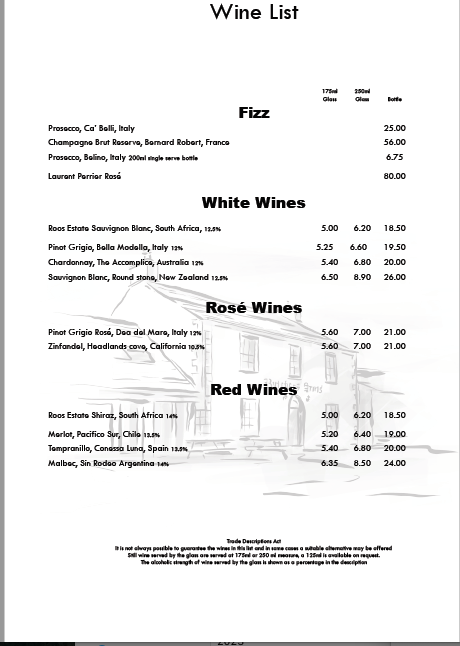 Wine List
175ml 250ml
Glass Glass Bottle
Fizz
Prosecco, Ca' Belli, Italy 25.00
Champagne Brut Reserve, Bernard Robert, France 56.00
Prosecco, Belino, Italy 200ml single serve bottle 6.75
Laurent Perrier Rosé 80.00
White Wines
Roos Estate Sauvignon Blanc, South Africa, 12.5% 5.00 6.20 18.50
Pinot Grigio, Bella Modella, Italy 12% 5.25 6.60 19.50
Chardonnay, The Accomplice, Australia 12% 5.40 6.80 20.00
Sauvignon Blanc, Round stone, New Zealand 12.5% 6.50 8.90 26.00
Rosé Wines
Pinot Grigio Rosé, Dea del Mare, Italy 12% 5.60 7.00 21.00
Zinfandel, Headlands cove, California 10.5% 5.60 7.00 21.00
Red Wines
Roos Estate Shiraz, South Africa 14% 5.00 6.20 18.50
Merlot, Pacifico Sur, Chile 13.5% 5.20 6.40 19.00
Tempranillo, Conessa Luna, Spain 13.5% 5.40 6.80 20.00
Malbec, Sin Rodeo Argentina 14% 6.35 8.50 24.00
Trade Descriptions Act
It is not always possible to guarantee the wines in this list and in some cases a suitable alternative may be offered
Still wine served by the glass are served at 175ml or 250 ml measure, a 125ml is available on request.
The alcoholic strength of wine served by the glass is shown as a percentage in the description